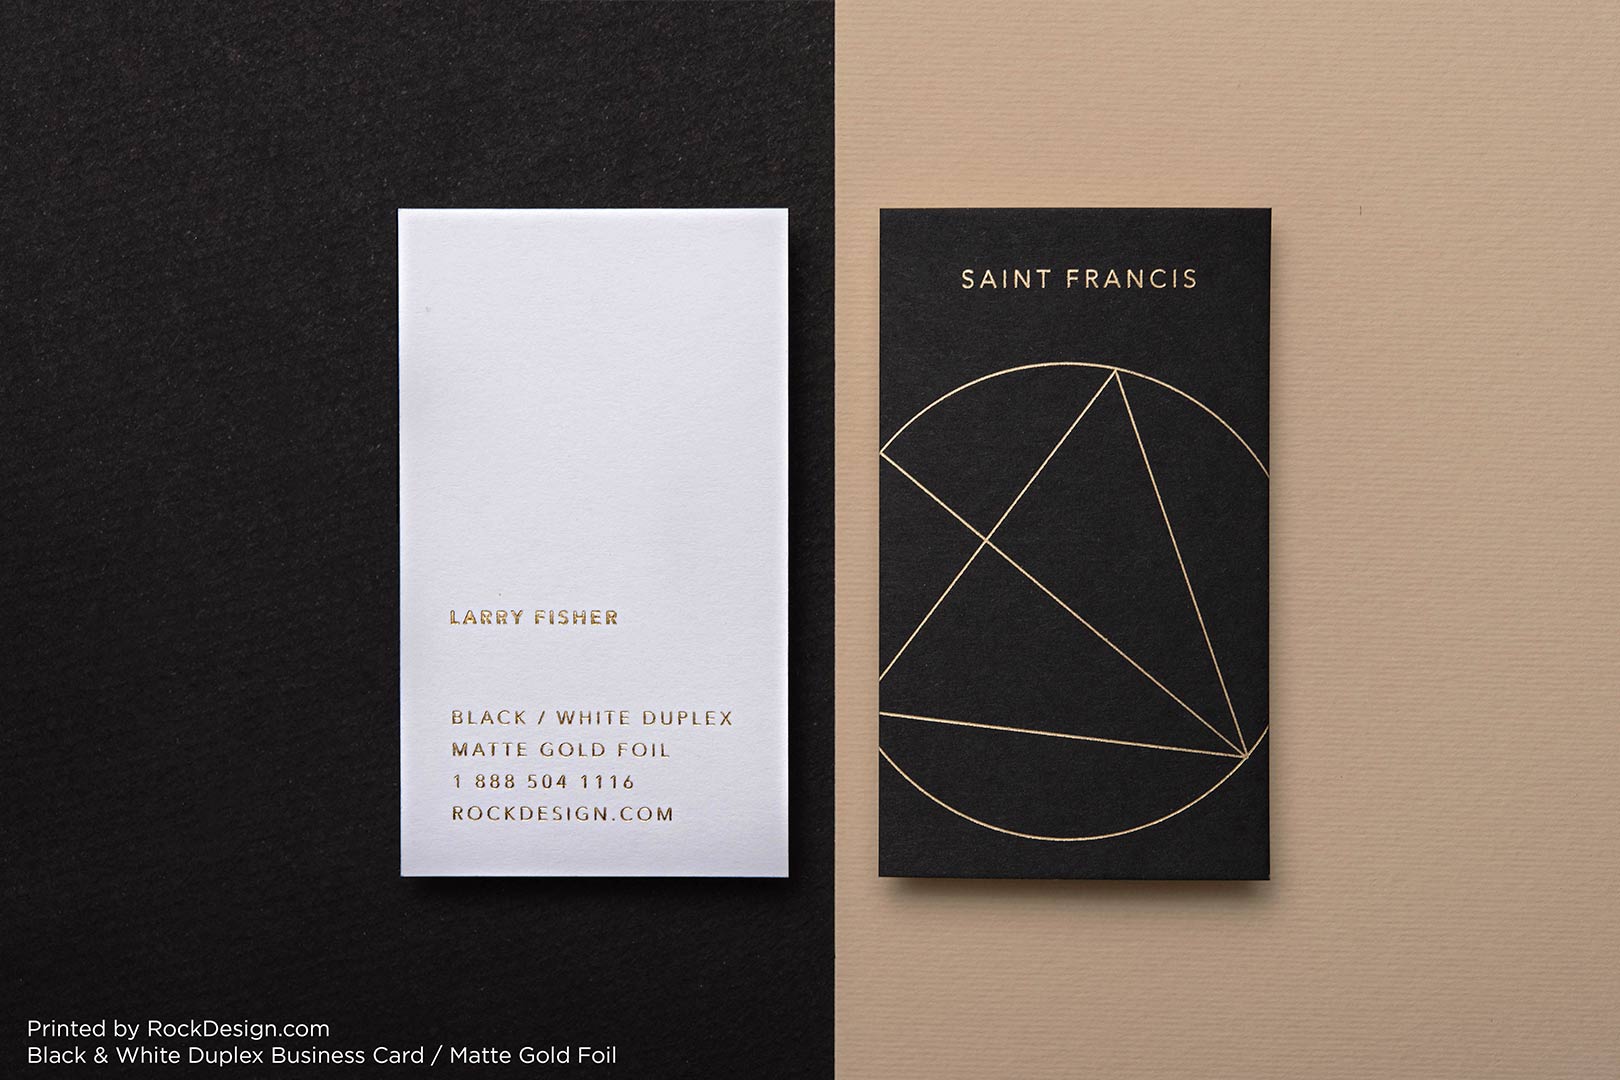 SAINT FRANCIS
LARRY FISHER
BLACK / WHITE DUPLEX
MATTE GOLD FOIL
1 888 504 1116
ROCKDESIGN.COM
Printed by RockDesign.com
Black & White Duplex Business Card / Matte Gold Foil